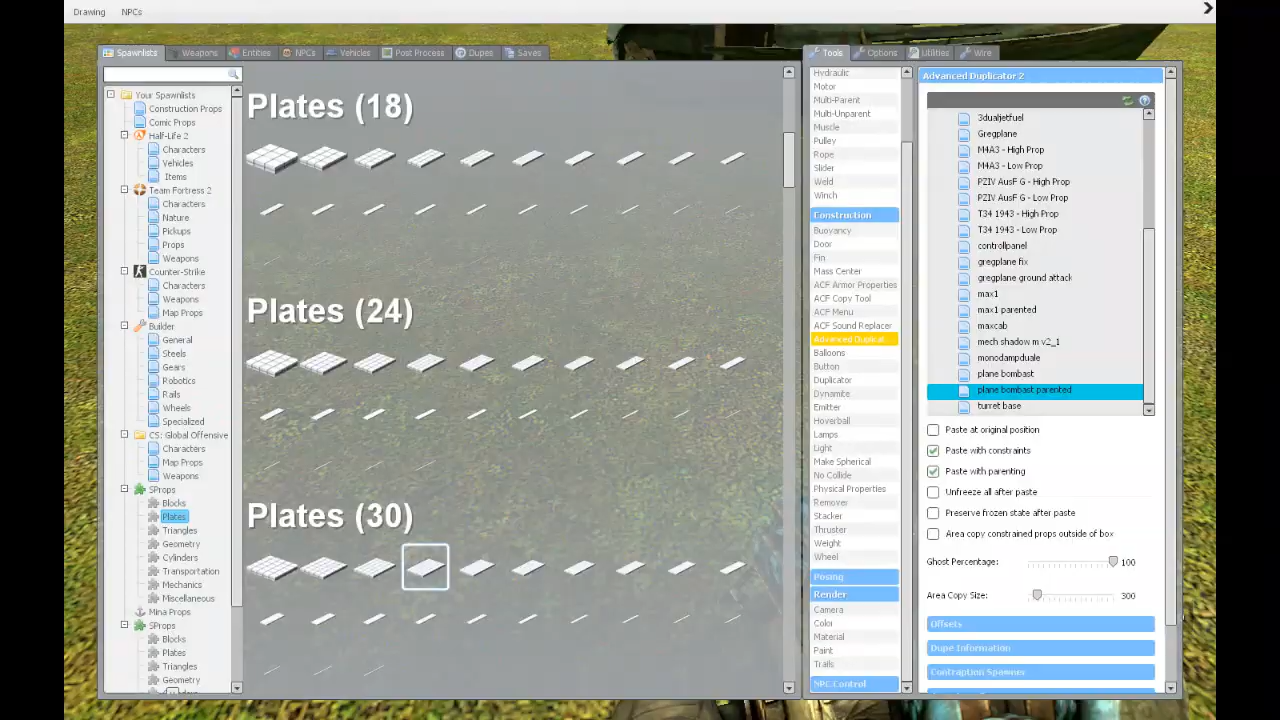 Drawing NPCs
Spawnlists Weapons Entities NPCs Vehicles Post Process Dupes Saves
Your Spawnlists
Construction Props
Comic Props
Half-Life 2
Characters
Vehicles
Items
Team Fortress 2
Characters
Nature
Pickups
Props
Weapons
Counter-Strike
Characters
Weapons
Map Props
Builder
General
Steels
Gears
Robotics
Rails
Wheels
Specialized
CS: Global Offensive
Characters
Map Props
Weapons
SProps
Blocks
Plates
Triangles
Geometry
Cylinders
Transportation
Mechanics
Miscellaneous
Mina Props
SProps
Blocks
Plates
Triangles
Geometry
Plates (18)
Plates (24)
Plates (30)
Tools Options Utilities Wire
Hydraulic
Motor
Multi-Parent
Multi-Unparent
Muscle
Pulley
Rope
Slider
Weld
Winch
Construction
Buoyancy
Door
Fin
Mass Center
ACF Armor Properties
ACF Copy Tool
ACF Menu
ACF Sound Replacer
Advanced Duplicat
Balloons
Button
Duplicator
Dynamite
Emitter
Hoverball
Lamps
Light
Make Spherical
No Collide
Physical Properties
Remover
Stacker
Thruster
Weight
Wheel
Posing
Render
Camera
Color
Material
Paint
Trails
NPC Control
Advanced Duplicator 2
3dualjetfuel
Gregplane
M4A3 - High Prop
M4A3 - Low Prop
PZIV AusF G - High Prop
PZIV AusF G - Low Prop
T34 1943 - High Prop
T34 1943 - Low Prop
controllpanel
gregplane fix
gregplane ground attack
max1
max1 parented
maxcab
mech shadow m v2_1
monodampduale
plane bombast
plane bombast parented
turret base
Paste at original position
Paste with constraints
Paste with parenting
Unfreeze all after paste
Preserve frozen state after paste
Area copy constrained props outside of box
Ghost Percentage: 100
Area Copy Size: 300
Offsets
Dupe Information
Contraption Spawner